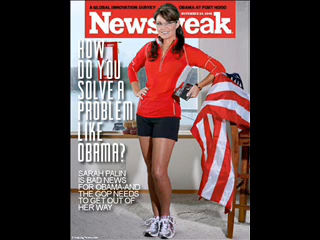 A GLOBAL INNOVATION SURVEY OBAMA AT FORT HOOD
Newsweek
HOW
DO YOU
SOLVE A
PROBLEM
LIKE
OBAMA?
SARAH PALIN
IS BAD NEWS
FOR OBAMA-AND
THE GOP NEEDS
TO GET OUT OF
HER WAY